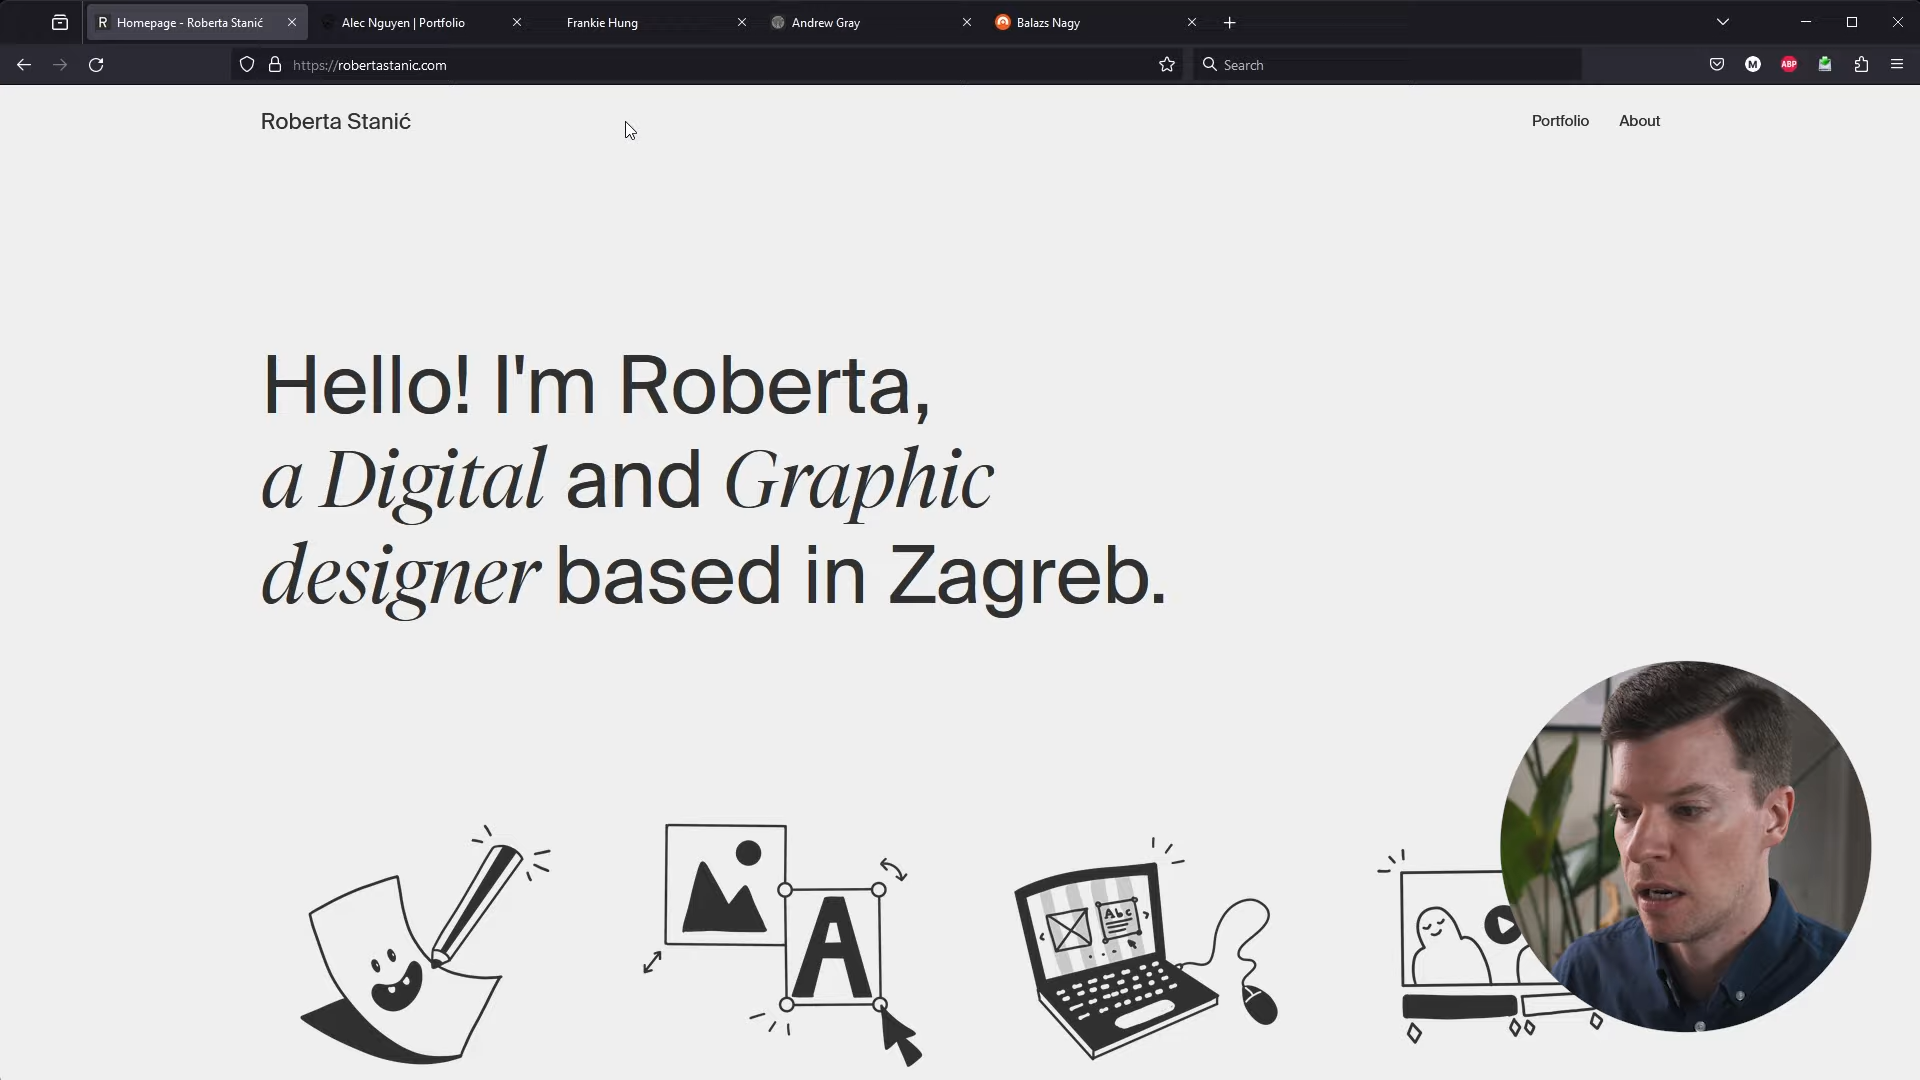 Homepage - Roberta Stanić
Alec Nguyen | Portfolio
Frankie Hung
Andrew Gray
Balazs Nagy
https://robertastanic.com
Search
M
ABP
Roberta Stanić
Portfolio
About
Hello! I'm Roberta,
a Digital and Graphic
designer based in Zagreb.
A
Abc